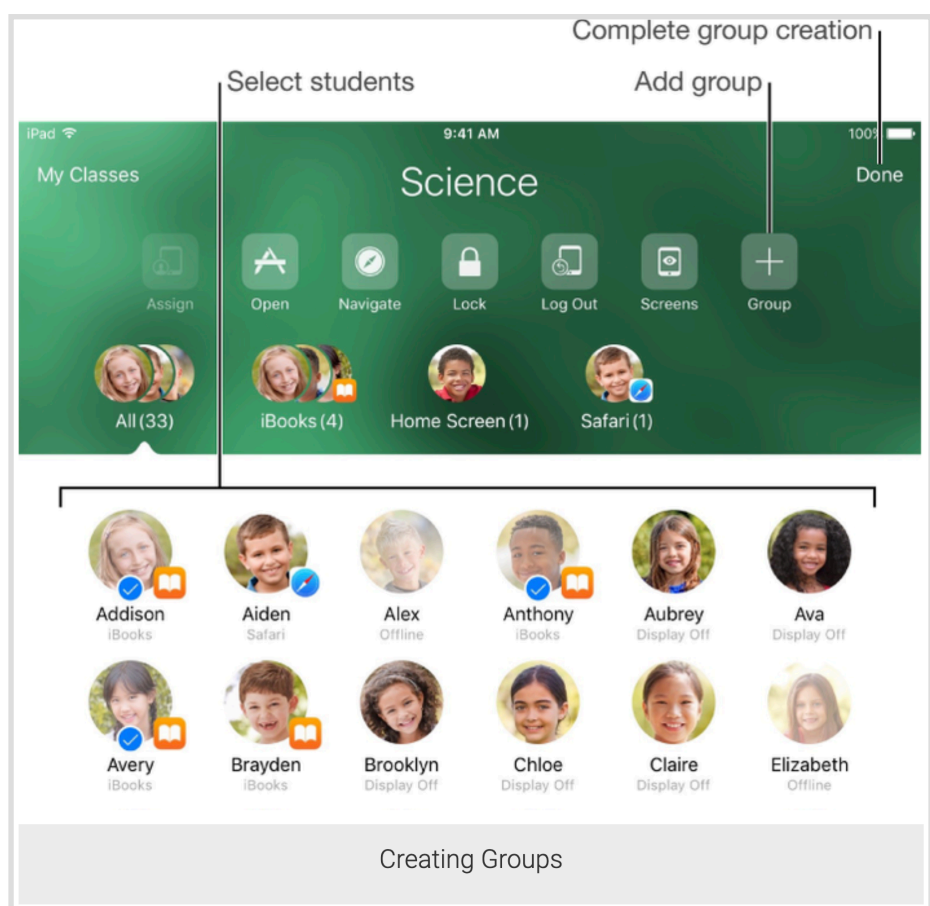 Complete group creation
Select students
Add group
iPad 9:41 AM 100%
My Classes Science Done
Assign Open Navigate Lock Log Out Screens Group
All (33) iBooks (4) Home Screen (1) Safari (1)
Addison Aiden Alex Anthony Aubrey Ava
iBooks Safari Offline iBooks Display Off Display Off
Avery Brayden Brooklyn Chloe Claire Elizabeth
iBooks iBooks Display Off Display Off Display Off Offline
Creating Groups